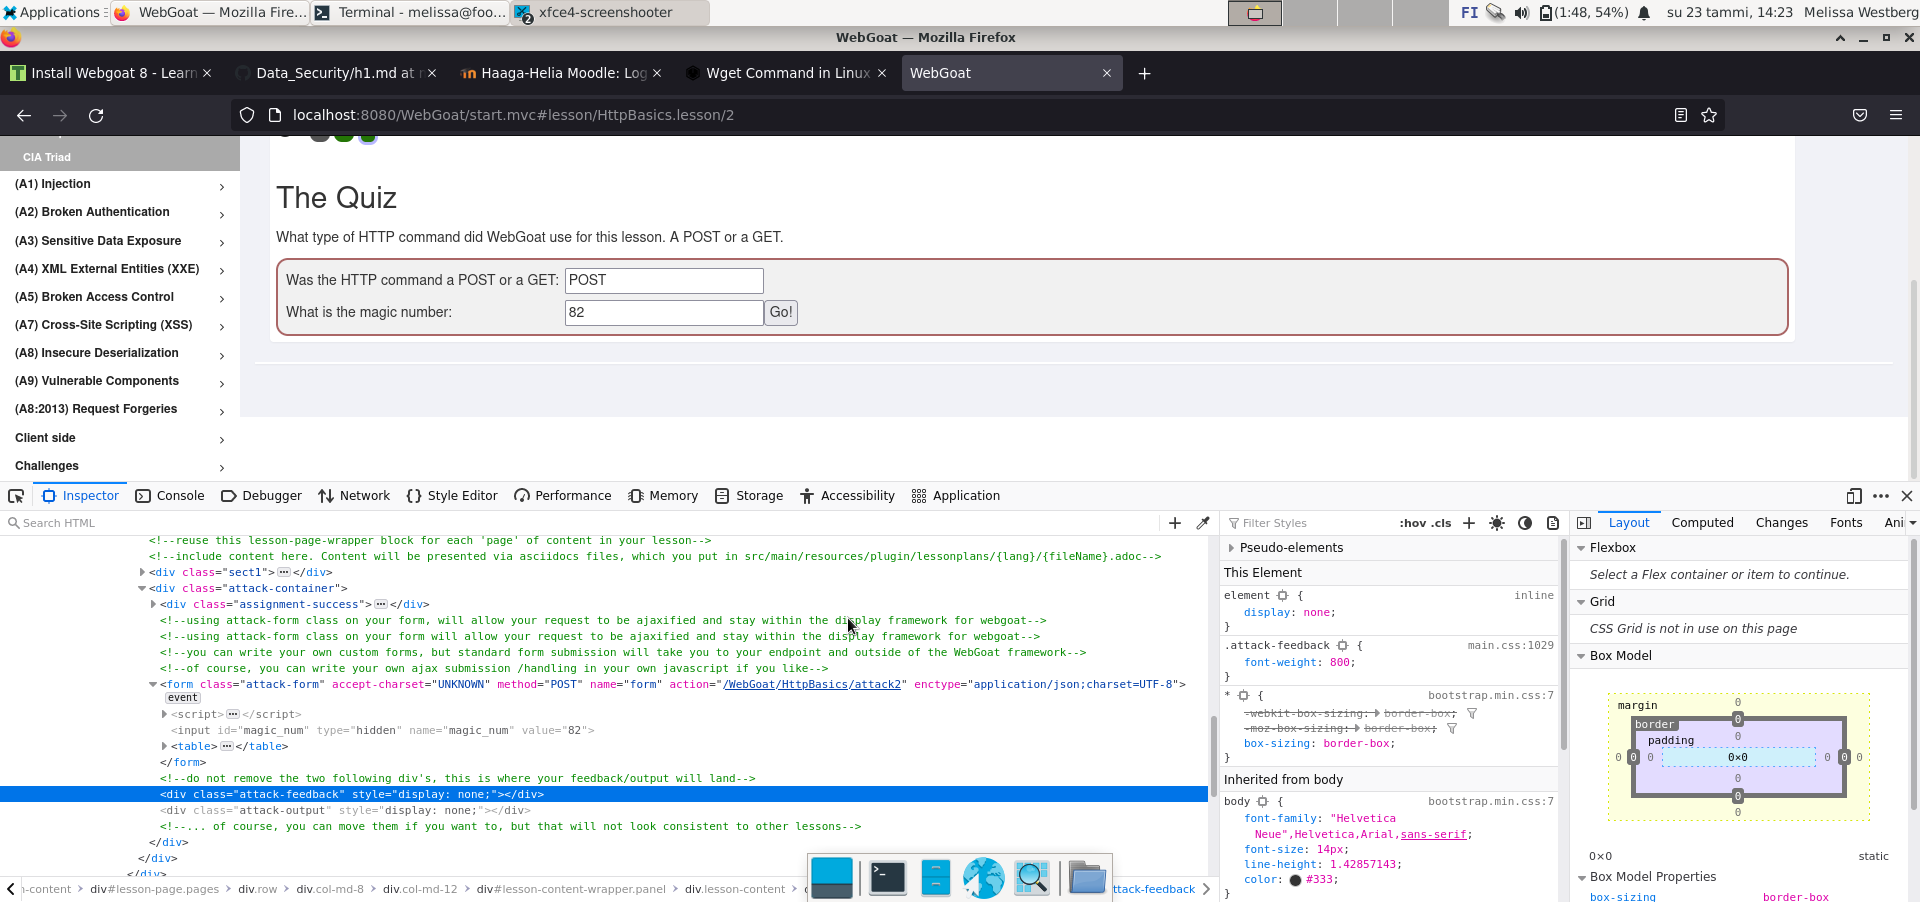 Applications
WebGoat — Mozilla Fire...
Terminal - melissa@foo...
2
xfce4-screenshooter
FI
(1:48, 54%)
su 23 tammi, 14:23
Melissa Westberg
WebGoat — Mozilla Firefox
Install Webgoat 8 - Learn
Data_Security/h1.md at
Haaga-Helia Moodle: Log
Wget Command in Linux
WebGoat
localhost:8080/WebGoat/start.mvc#lesson/HttpBasics.lesson/2
CIA Triad
(A1) Injection
(A2) Broken Authentication
(A3) Sensitive Data Exposure
(A4) XML External Entities (XXE)
(A5) Broken Access Control
(A7) Cross-Site Scripting (XSS)
(A8) Insecure Deserialization
(A9) Vulnerable Components
(A8:2013) Request Forgeries
Client side
Challenges
The Quiz
What type of HTTP command did WebGoat use for this lesson. A POST or a GET.
Was the HTTP command a POST or a GET: POST
What is the magic number: 82 Go!
Inspector Console Debugger Network Style Editor Performance Memory Storage Accessibility Application
Search HTML
<!--reuse this lesson-page-wrapper block for each 'page' of content in your lesson-->
<!--include content here. Content will be presented via asciidocs files, which you put in src/main/resources/plugin/lessonplans/{lang}/{fileName}.adoc-->
<div class="sect1">···</div>
<div class="attack-container">
<div class="assignment-success">···</div>
<!--using attack-form class on your form, will allow your request to be ajaxified and stay within the display framework for webgoat-->
<!--using attack-form class on your form will allow your request to be ajaxified and stay within the display framework for webgoat-->
<!--you can write your own custom forms, but standard form submission will take you to your endpoint and outside of the WebGoat framework-->
<!--of course, you can write your own ajax submission /handling in your own javascript if you like-->
<form class="attack-form" accept-charset="UNKNOWN" method="POST" name="form" action="/WebGoat/HttpBasics/attack2" enctype="application/json;charset=UTF-8">
event
<script>···</script>
<input id="magic_num" type="hidden" name="magic_num" value="82">
<table>···</table>
</form>
<!--do not remove the two following div's, this is where your feedback/output will land-->
<div class="attack-feedback" style="display: none;"></div>
<div class="attack-output" style="display: none;"></div>
<!--... of course, you can move them if you want to, but that will not look consistent to other lessons-->
</div>
</div>
</div>
n-content div#lesson-page.pages div.row div.col-md-8 div.col-md-12 div#lesson-content-wrapper.panel div.lesson-content ttack-feedback
Filter Styles :hov .cls
Pseudo-elements
This Element
element { inline
display: none;
}
.attack-feedback { main.css:1029
font-weight: 800;
}
* { bootstrap.min.css:7
-webkit-box-sizing: border-box;
-moz-box-sizing: border-box;
box-sizing: border-box;
}
Inherited from body
body { bootstrap.min.css:7
font-family: "Helvetica
Neue",Helvetica,Arial,sans-serif;
font-size: 14px;
line-height: 1.42857143;
color: #333;
}
Layout Computed Changes Fonts Ani
Flexbox
Select a Flex container or item to continue.
Grid
CSS Grid is not in use on this page
Box Model
margin 0
border 0
padding 0
0 0 0 0×0 0 0 0
0
0
0
0×0 static
Box Model Properties
box-sizing border-box